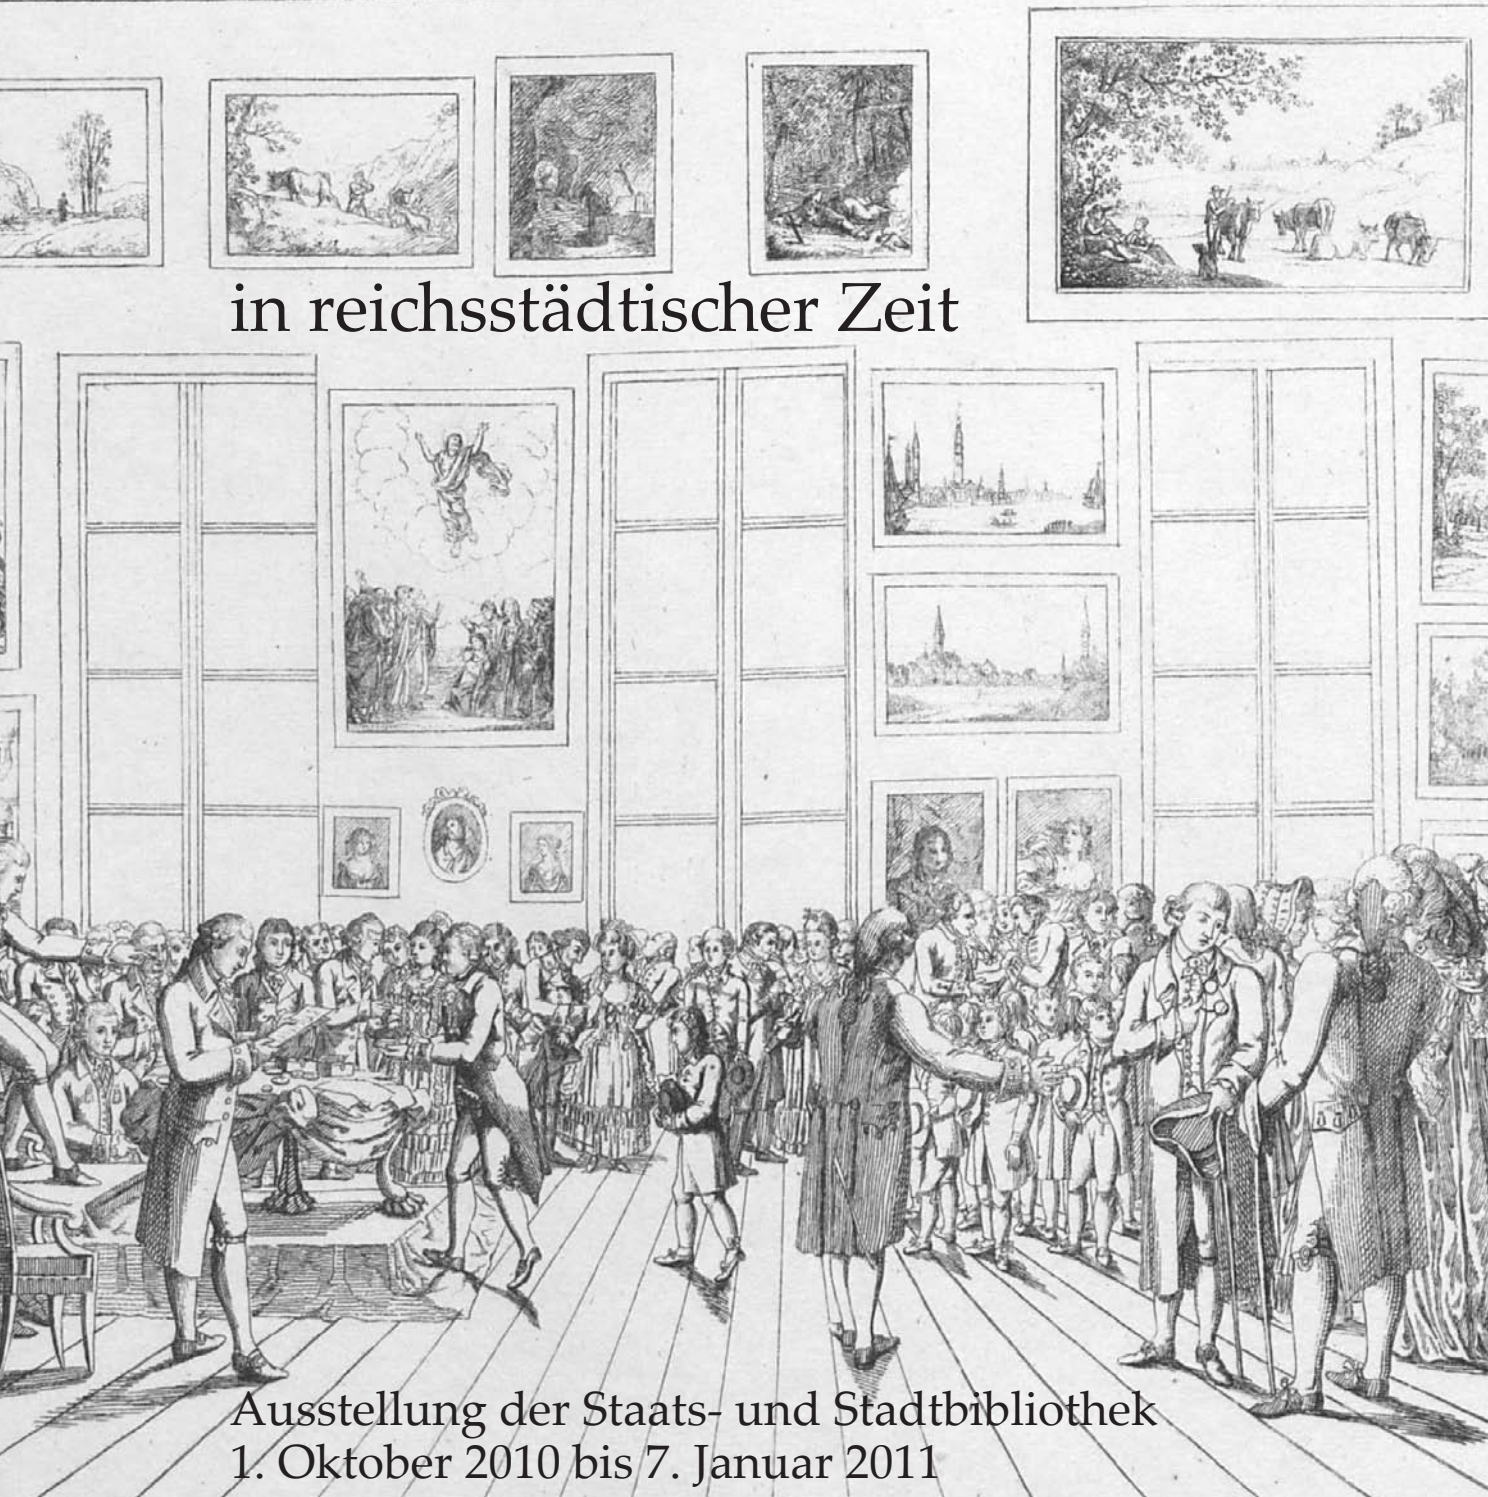 in reichsstädtischer Zeit
Ausstellung der Staats- und Stadtbibliothek
1. Oktober 2010 bis 7. Januar 2011